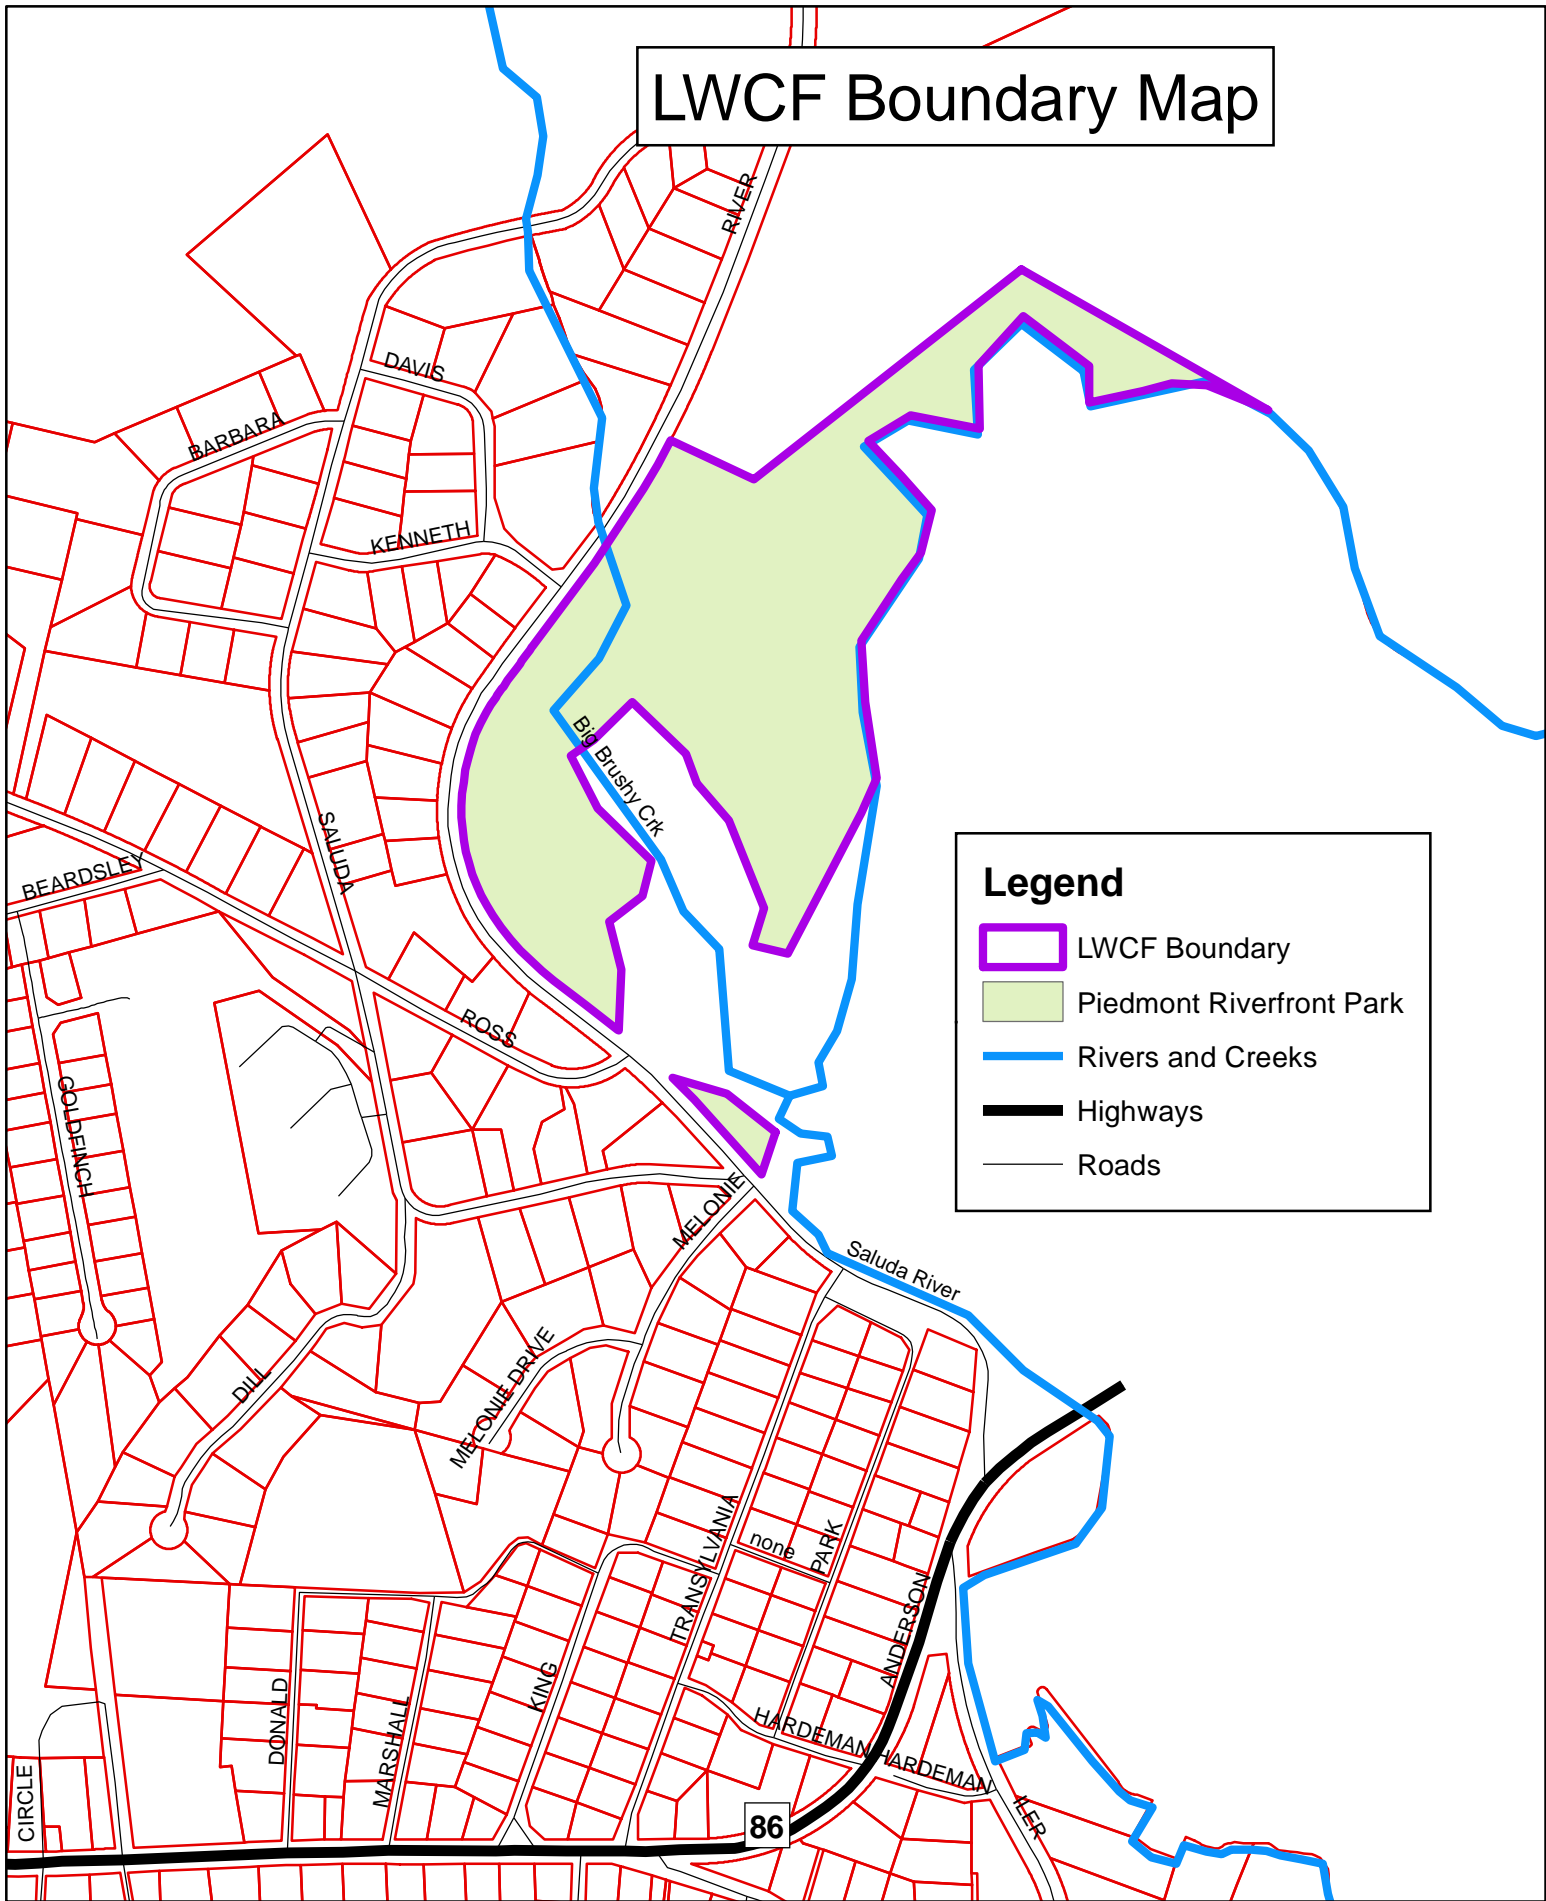 LWCF Boundary Map
RIVER
DAVIS
BARBARA
KENNETH
Big Brushy Crk
SALUDA
BEARDSLEY
Legend
LWCF Boundary
Piedmont Riverfront Park
Rivers and Creeks
Highways
Roads
ROSS
GOLDFINCH
MELONIE
Saluda River
MELONIE DRIVE
DILL
TRANSYLVANIA
none
PARK
ANDERSON
KING
DONALD
MARSHALL
HARDEMAN
HARDEMAN
CIRCLE
ILER
86